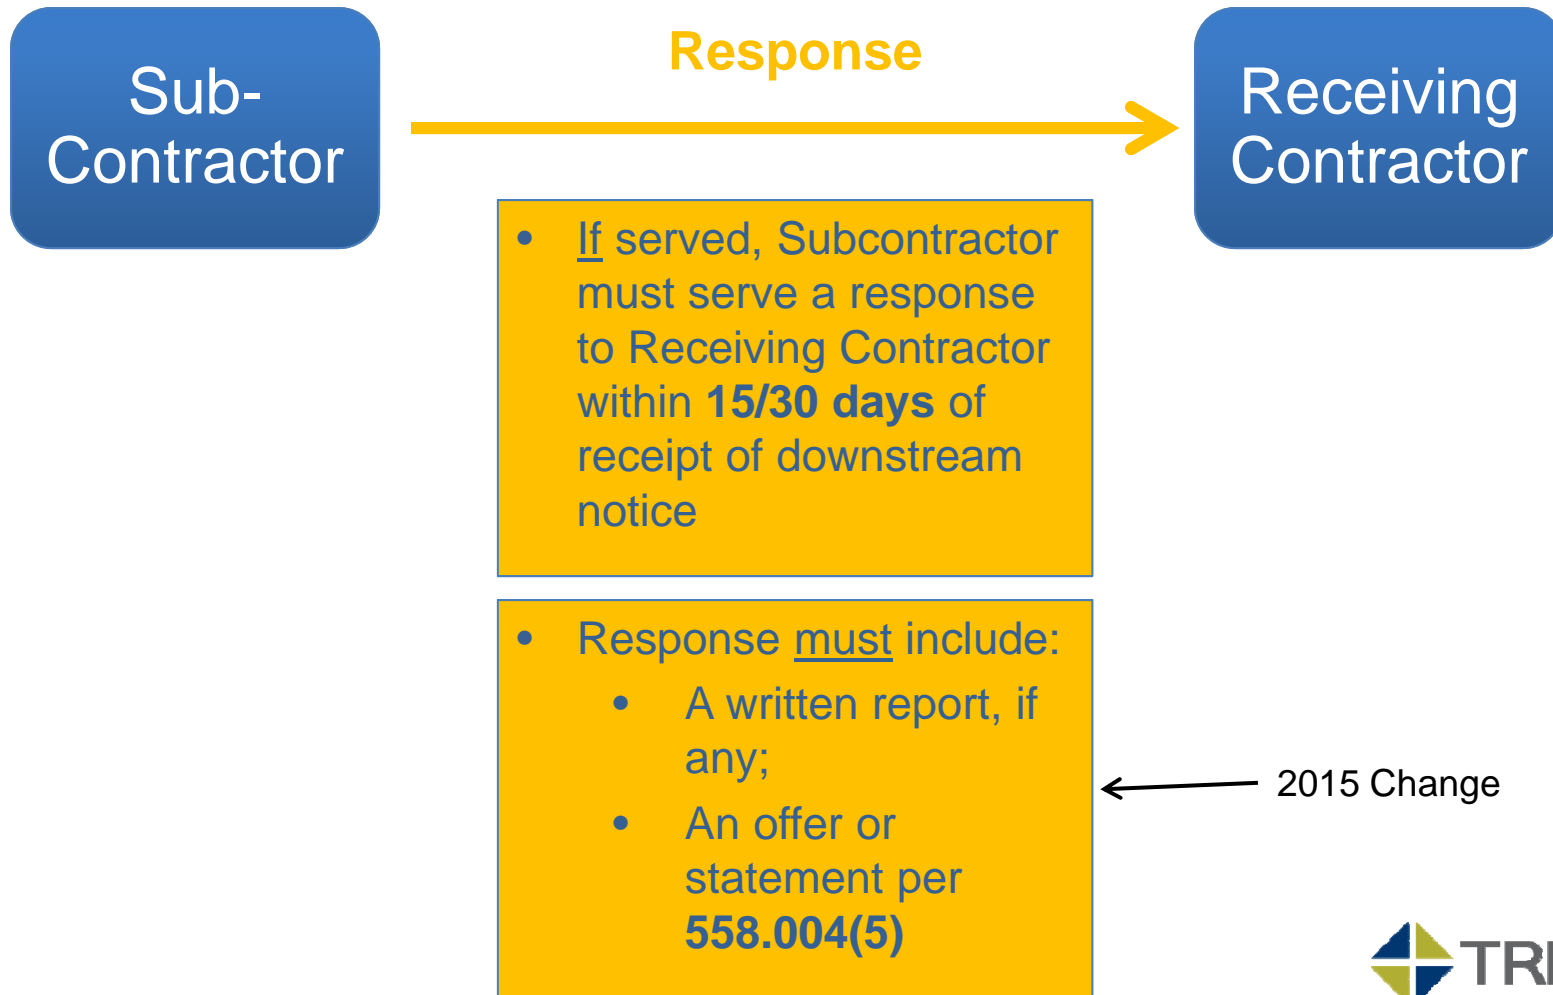 Response
Sub-
Contractor
Receiving
Contractor
• If served, Subcontractor
must serve a response
to Receiving Contractor
within 15/30 days of
receipt of downstream
notice
• Response must include:
• A written report, if
any;
• An offer or
statement per
558.004(5)
2015 Change